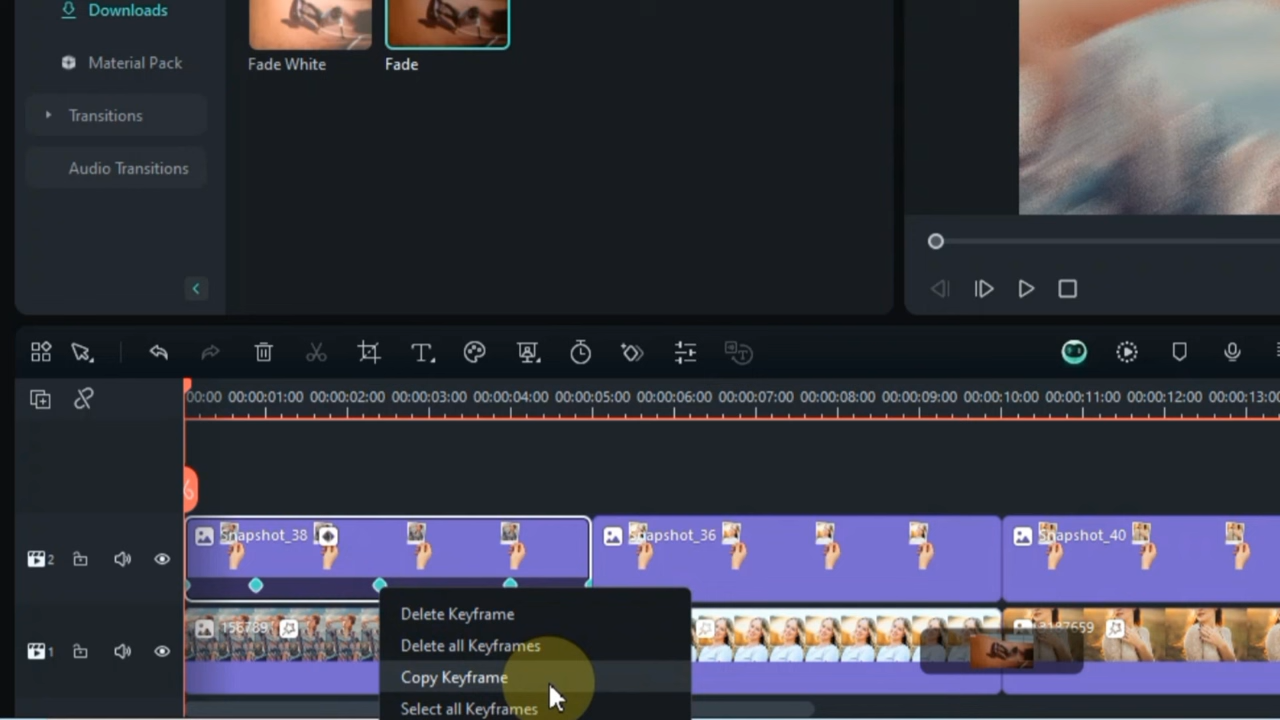 Downloads
Material Pack
Transitions
Audio Transitions
Fade White
Fade
00:00 00:00:01:00 00:00:02:00 00:00:03:00 00:00:04:00 00:00:05:00 00:00:06:00 00:00:07:00 00:00:08:00 00:00:09:00 00:00:10:00 00:00:11:00 00:00:12:00 00:00:13:00
2
Snapshot_38
Snapshot_36
Snapshot_40
1
Delete Keyframe
Delete all Keyframes
Copy Keyframe
Select all Keyframes